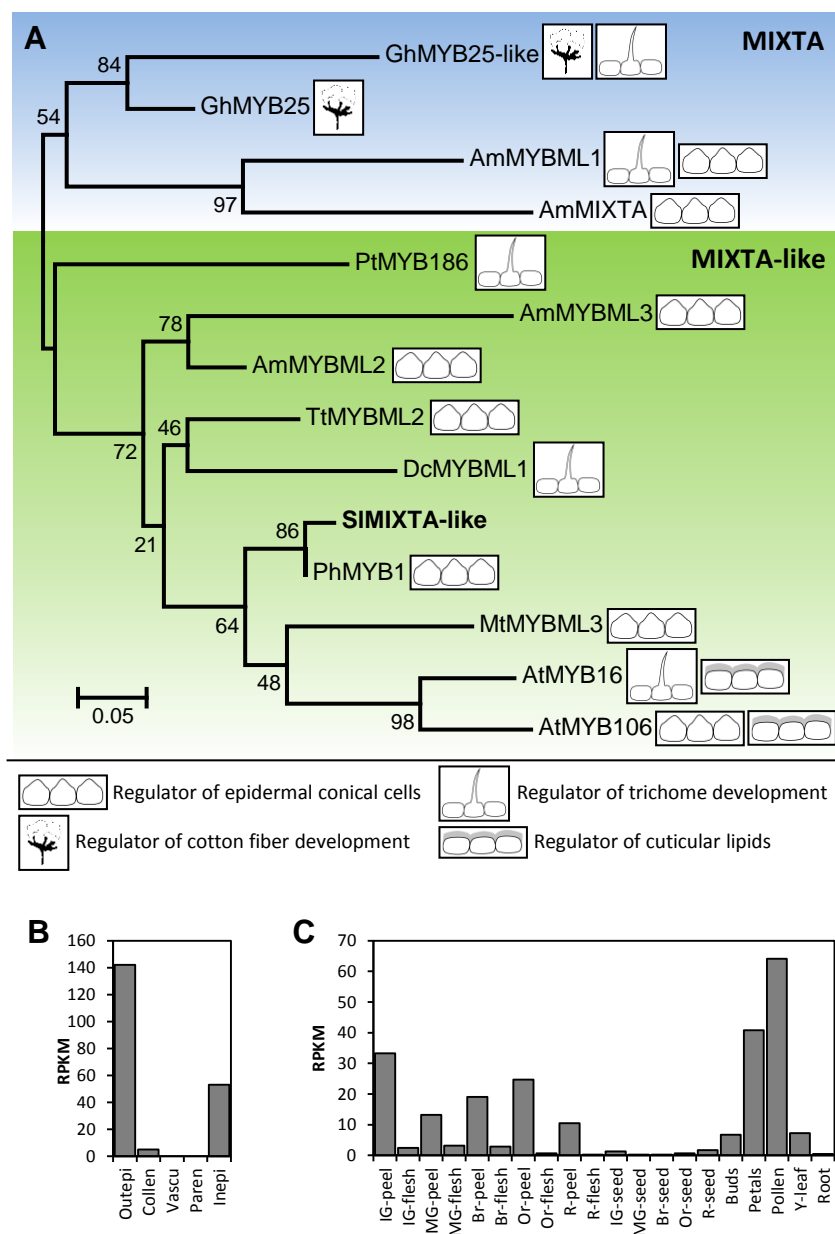 A
MIXTA
GhMYB25-like
84
GhMYB25
54
AmMYBML1
97
AmMIXTA
MIXTA-like
PtMYB186
AmMYBML3
78
AmMYBML2
TtMYBML2
46
72
DcMYBML1
SlMIXTA-like
86
21
PhMYB1
64
MtMYBML3
AtMYB16
48
0.05
98
AtMYB106
Regulator of epidermal conical cells
Regulator of trichome development
Regulator of cotton fiber development
Regulator of cuticular lipids
B
RPKM
160
140
120
100
80
60
40
20
0
Outepi
Collen
Vascu
Paren
Inepi
C
RPKM
70
60
50
40
30
20
10
0
IG-peel
IG-flesh
MG-peel
MG-flesh
Br-peel
Br-flesh
Or-peel
Or-flesh
R-peel
R-flesh
IG-seed
MG-seed
Br-seed
Or-seed
R-seed
Buds
Petals
Pollen
Y-leaf
Root